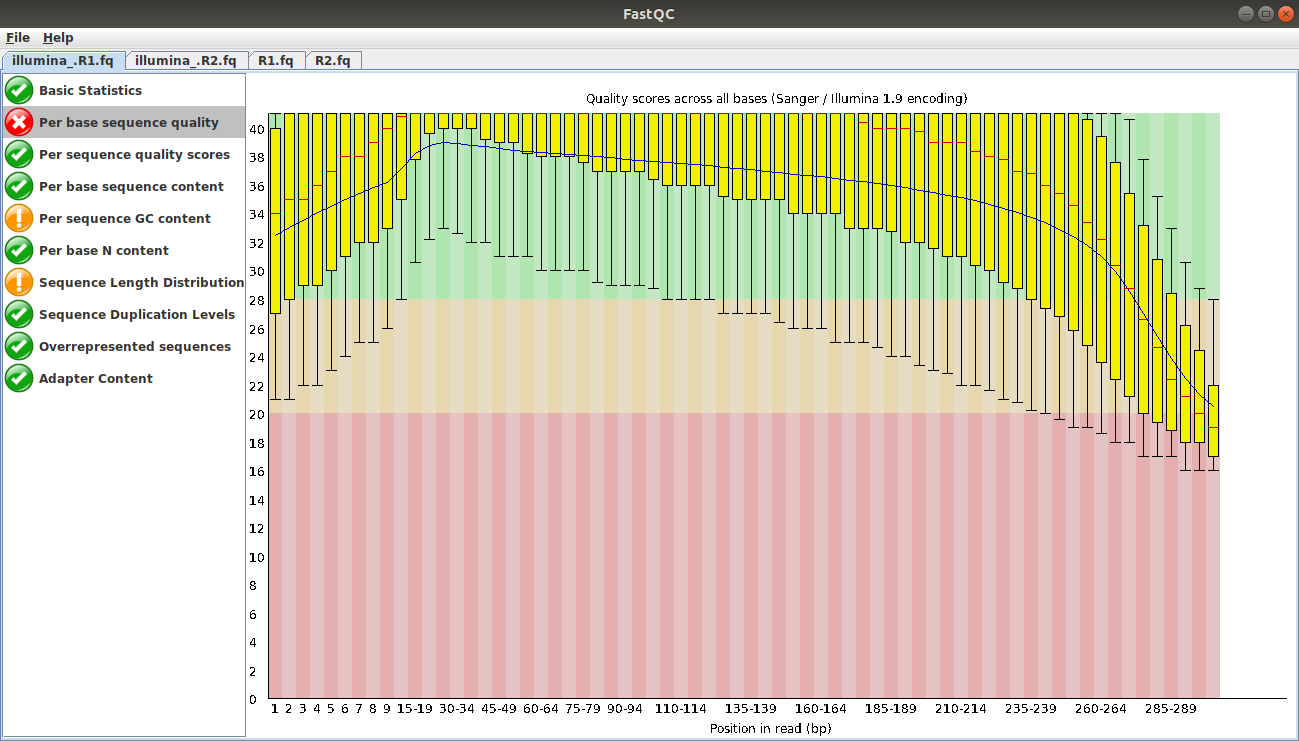 FastQC
File Help
illumina_.R1.fq illumina_.R2.fq R1.fq R2.fq
Basic Statistics
Per base sequence quality
Per sequence quality scores
Per base sequence content
Per sequence GC content
Per base N content
Sequence Length Distribution
Sequence Duplication Levels
Overrepresented sequences
Adapter Content
Quality scores across all bases (Sanger / Illumina 1.9 encoding)
40
38
36
34
32
30
28
26
24
22
20
18
16
14
12
10
8
6
4
2
0
1 2 3 4 5 6 7 8 9 15-19 30-34 45-49 60-64 75-79 90-94 110-114 135-139 160-164 185-189 210-214 235-239 260-264 285-289
Position in read (bp)